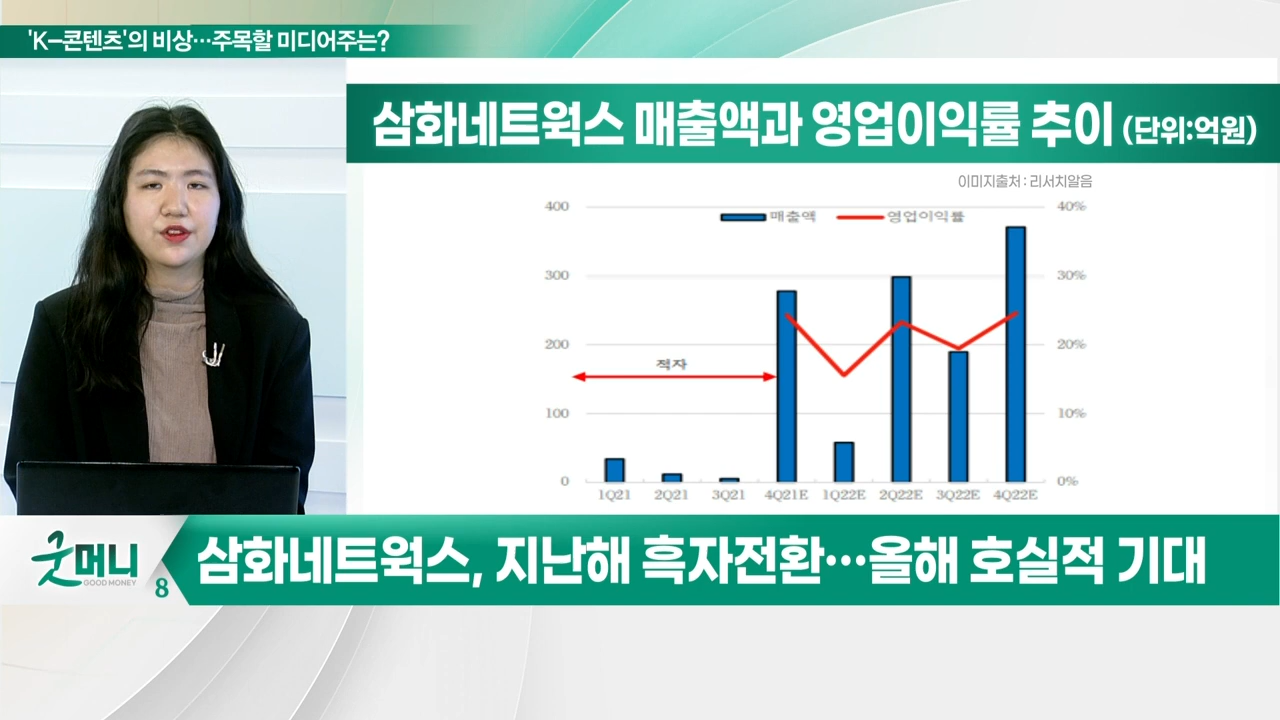 'K-콘텐츠'의 비상…주목할 미디어주는?
삼화네트웍스 매출액과 영업이익률 추이 (단위:억원)
이미지출처 : 리서치알음
매출액 영업이익률
400 40%
300 30%
200 20%
100 10%
0 0%
적자
1Q21 2Q21 3Q21 4Q21E 1Q22E 2Q22E 3Q22E 4Q22E
굿머니
GOOD MONEY
8
삼화네트웍스, 지난해 흑자전환…올해 호실적 기대